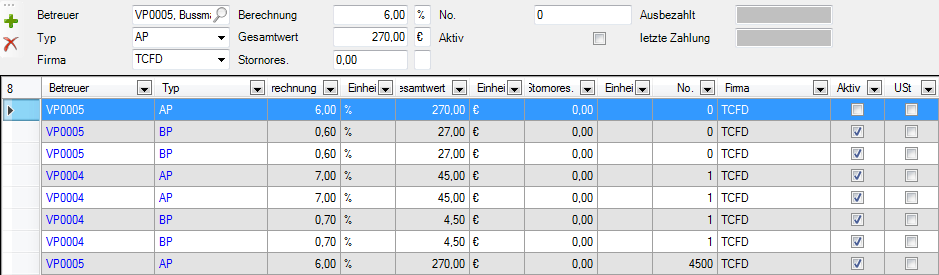 Betreuer VP0005, Bussma Berechnung 6,00 % No. 0 Ausbezahlt
Typ AP Gesamtwert 270,00 € Aktiv letzte Zahlung
Firma TCFD Stornores. 0,00
8 Betreuer Typ rechnung Einhei esamtwert Einhei Stornores. Einhei No. Firma Aktiv USt
VP0005 AP 6,00 % 270,00 € 0,00 0 TCFD
VP0005 BP 0,60 % 27,00 € 0,00 0 TCFD
VP0005 BP 0,60 % 27,00 € 0,00 0 TCFD
VP0004 AP 7,00 % 45,00 € 0,00 1 TCFD
VP0004 AP 7,00 % 45,00 € 0,00 1 TCFD
VP0004 BP 0,70 % 4,50 € 0,00 1 TCFD
VP0004 BP 0,70 % 4,50 € 0,00 1 TCFD
VP0005 AP 6,00 % 270,00 € 0,00 4500 TCFD